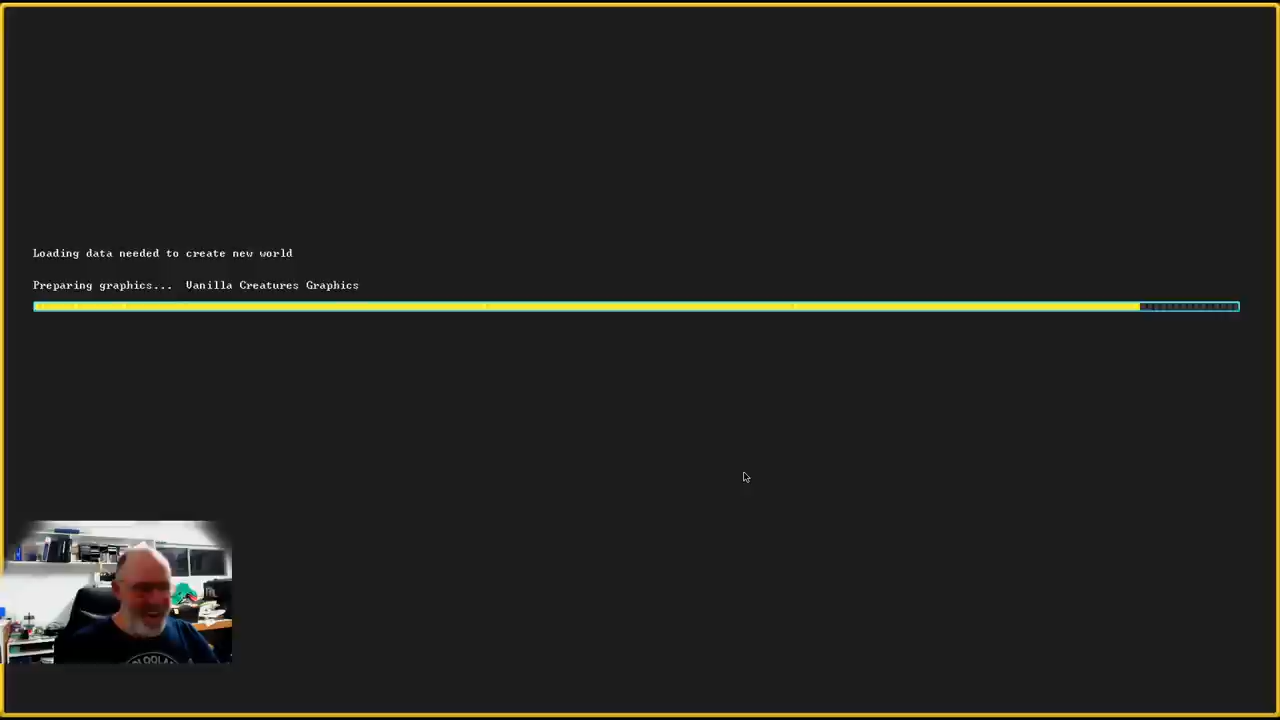 Loading data needed to create new world
Preparing graphics... Vanilla Creatures Graphics